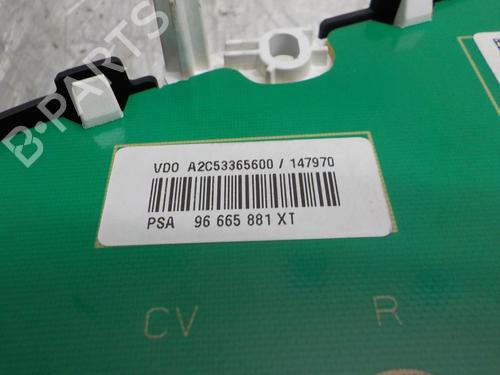 B-PARTS
VDO A2C53365600 / 147970
PSA 96 665 881 XT
CV R